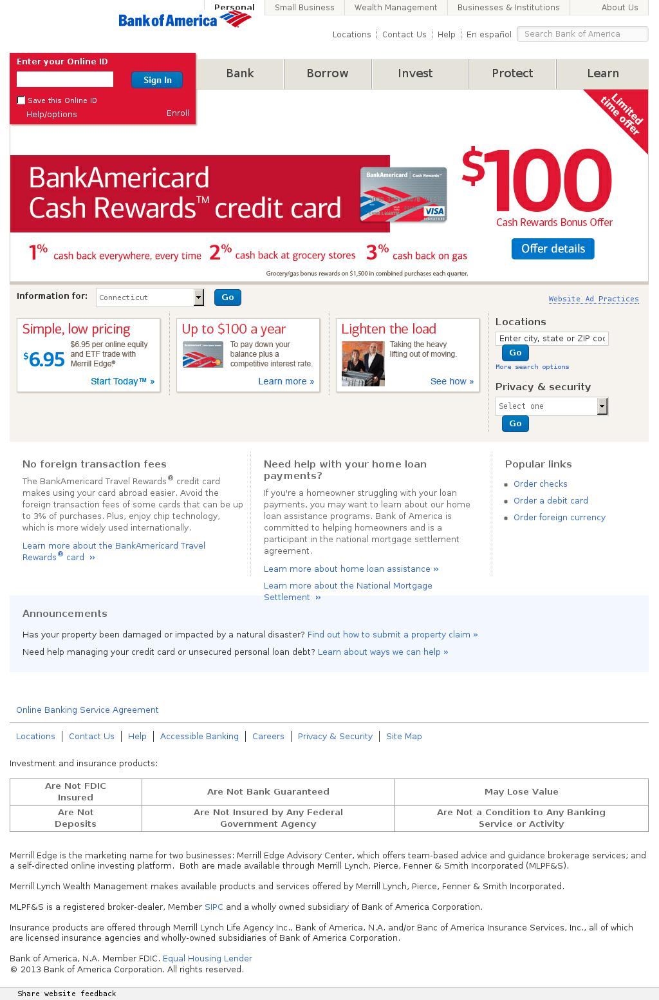 Personal
Small Business
Wealth Management
Businesses & Institutions
About Us
Bank of America
Locations
Contact Us
Help
En español
Search Bank of America
Enter your Online ID
Sign In
Save this Online ID
Help/options
Enroll
Bank
Borrow
Invest
Protect
Learn
Limited
time offer
BankAmericard
Cash Rewards™ credit card
BankAmericard Cash Rewards™
VISA
SIGNATURE
$100
Cash Rewards Bonus Offer
Offer details
1% cash back everywhere, every time
2% cash back at grocery stores
3% cash back on gas
Grocery/gas bonus rewards on $1,500 in combined purchases each quarter.
Information for:
Connecticut
Go
Website Ad Practices
Simple, low pricing
$6.95
$6.95 per online equity
and ETF trade with
Merrill Edge®
Start Today™ »
Up to $100 a year
To pay down your
balance plus a
competitive interest rate.
Learn more »
Lighten the load
Taking the heavy
lifting out of moving.
See how »
Locations
Enter city, state or ZIP co
Go
More search options
Privacy & security
Select one
Go
No foreign transaction fees
The BankAmericard Travel Rewards® credit card
makes using your card abroad easier. Avoid the
foreign transaction fees of some cards that can be up
to 3% of purchases. Plus, enjoy chip technology,
which is more widely used internationally.
Learn more about the BankAmericard Travel
Rewards® card »
Need help with your home loan
payments?
If you're a homeowner struggling with your loan
payments, you may want to learn about our home
loan assistance programs. Bank of America is
committed to helping homeowners and is a
participant in the national mortgage settlement
agreement.
Learn more about home loan assistance »
Learn more about the National Mortgage
Settlement »
Popular links
Order checks
Order a debit card
Order foreign currency
Announcements
Has your property been damaged or impacted by a natural disaster? Find out how to submit a property claim »
Need help managing your credit card or unsecured personal loan debt? Learn about ways we can help »
Online Banking Service Agreement
Locations
Contact Us
Help
Accessible Banking
Careers
Privacy & Security
Site Map
Investment and insurance products:
Are Not FDIC
Insured
Are Not Bank Guaranteed
May Lose Value
Are Not
Deposits
Are Not Insured by Any Federal
Government Agency
Are Not a Condition to Any Banking
Service or Activity
Merrill Edge is the marketing name for two businesses: Merrill Edge Advisory Center, which offers team-based advice and guidance brokerage services; and
a self-directed online investing platform. Both are made available through Merrill Lynch, Pierce, Fenner & Smith Incorporated (MLPF&S).
Merrill Lynch Wealth Management makes available products and services offered by Merrill Lynch, Pierce, Fenner & Smith Incorporated.
MLPF&S is a registered broker-dealer, Member SIPC and a wholly owned subsidiary of Bank of America Corporation.
Insurance products are offered through Merrill Lynch Life Agency Inc., Bank of America, N.A. and/or Banc of America Insurance Services, Inc., all of which
are licensed insurance agencies and wholly-owned subsidiaries of Bank of America Corporation.
Bank of America, N.A. Member FDIC. Equal Housing Lender
© 2013 Bank of America Corporation. All rights reserved.
Share website feedback